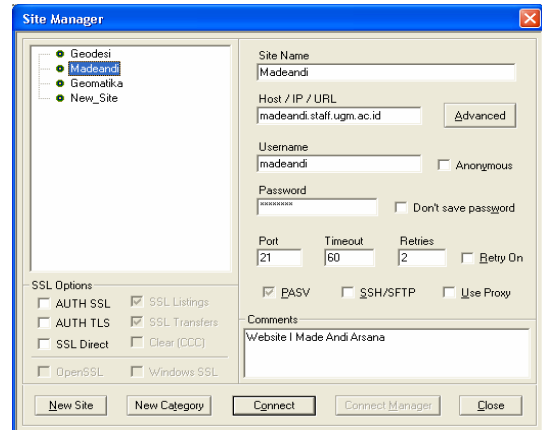 Site Manager
Geodesi
Madeandi
Geomatika
New_Site
Site Name
Madeandi
Host / IP / URL
madeandi.staff.ugm.ac.id
Advanced
Username
madeandi
Anonymous
Password
********
Don't save password
Port Timeout Retries
21 60 2 Retry On
PASV SSH/SFTP Use Proxy
SSL Options
AUTH SSL SSL Listings
AUTH TLS SSL Transfers
SSL Direct Clear (CCC)
OpenSSL Windows SSL
Comments
Website I Made Andi Arsana
New Site New Category Connect Connect Manager Close